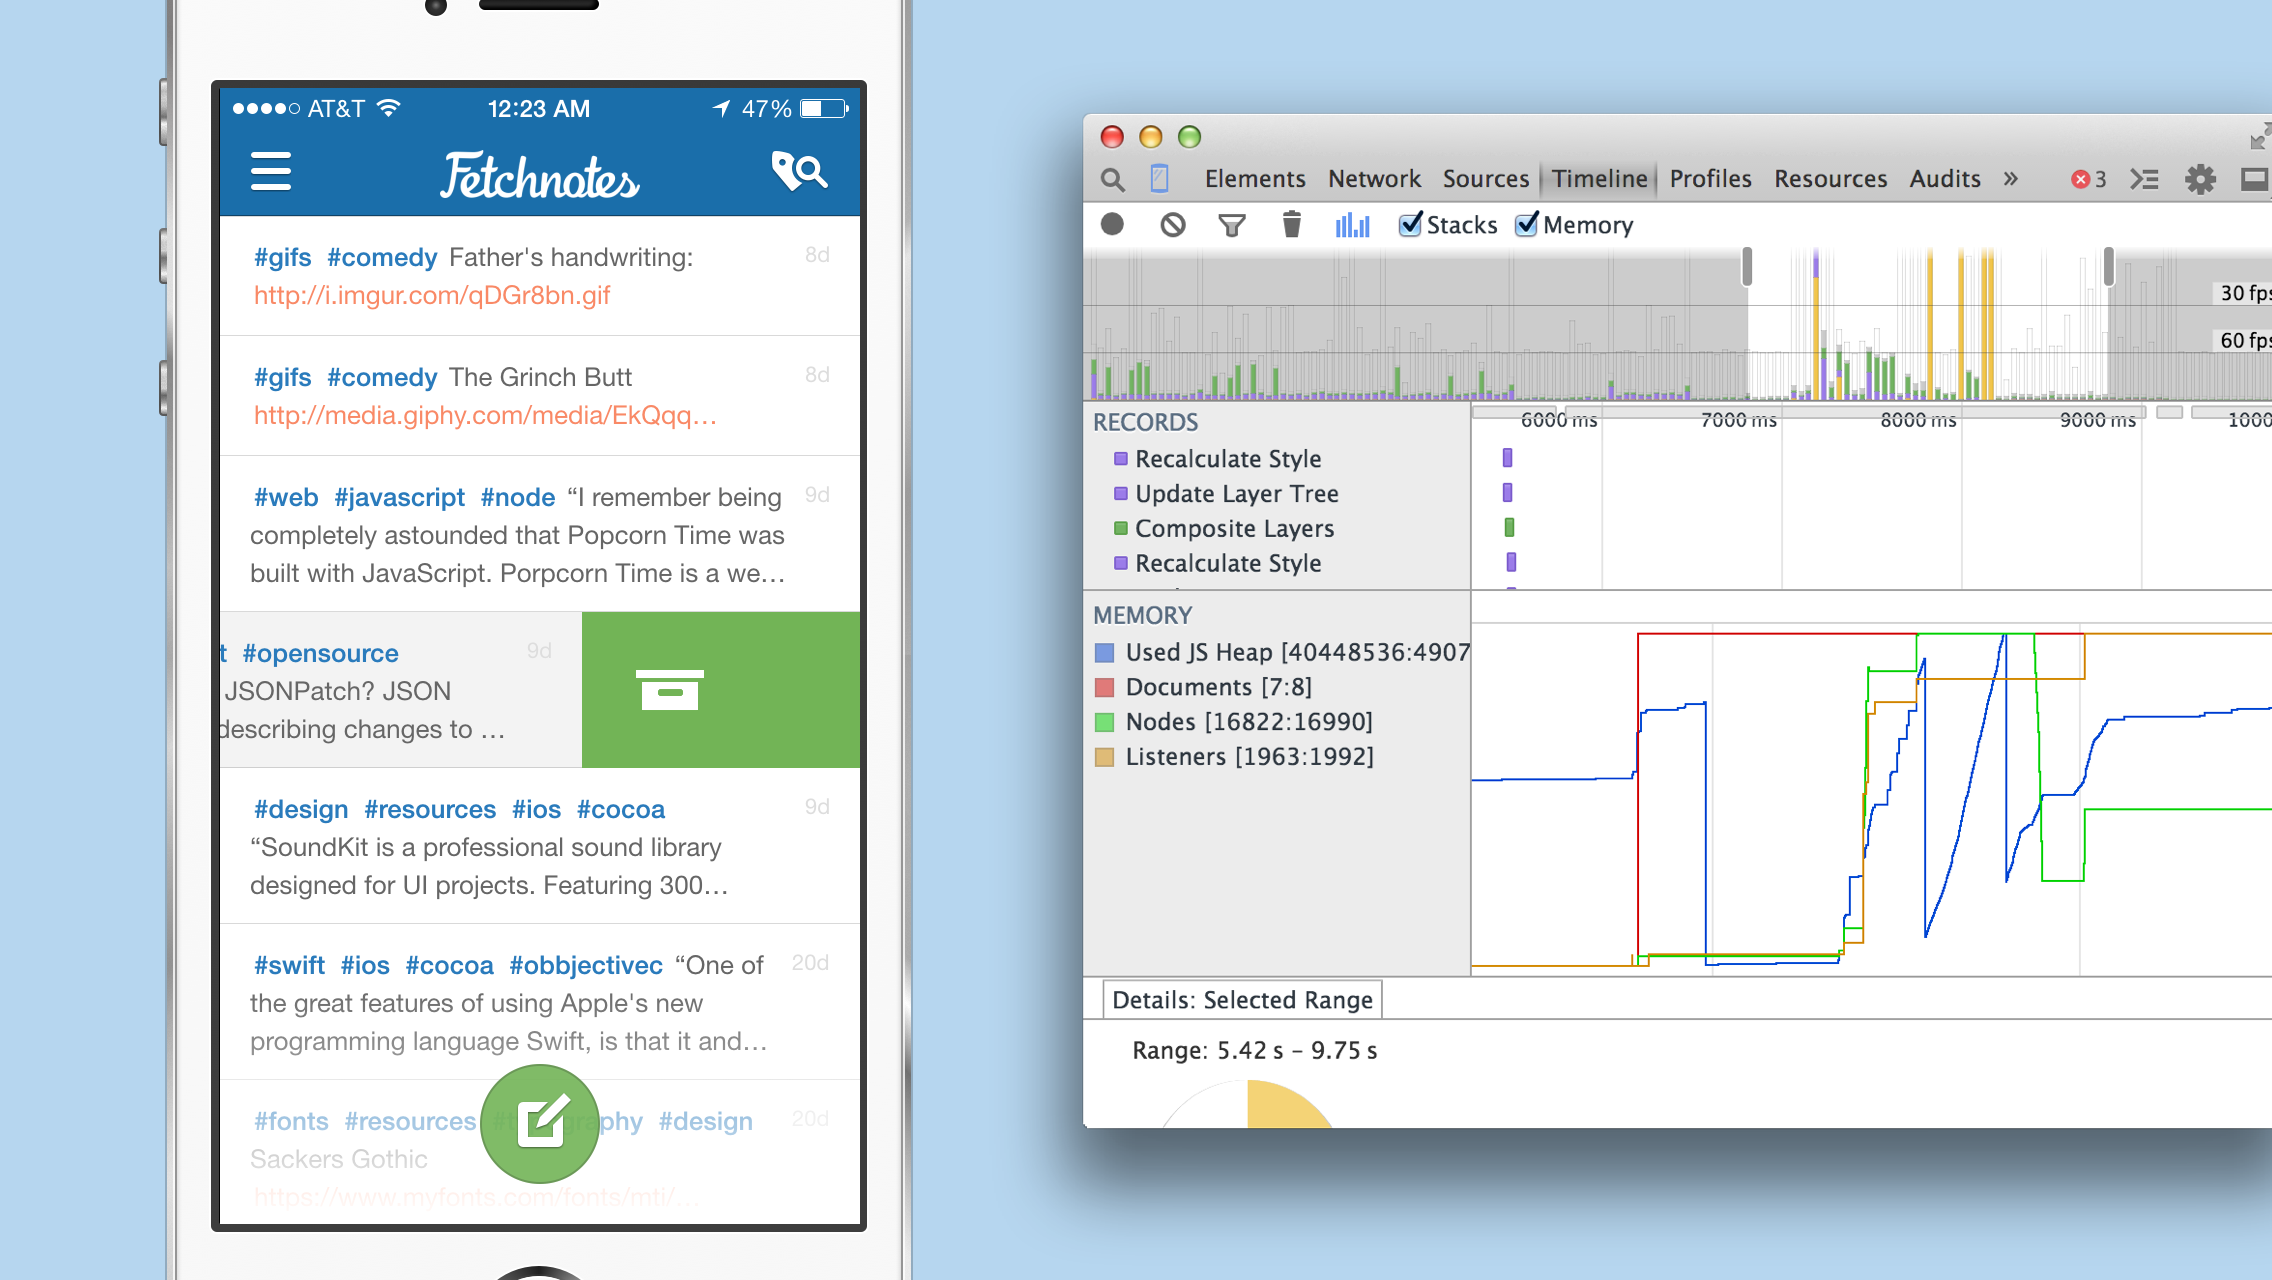 AT&T 12:23 AM 47%
Fetchnotes
#gifs #comedy Father's handwriting: 8d
http://i.imgur.com/qDGr8bn.gif
#gifs #comedy The Grinch Butt 8d
http://media.giphy.com/media/EkQqq…
#web #javascript #node “I remember being 9d
completely astounded that Popcorn Time was
built with JavaScript. Porpcorn Time is a we…
t #opensource 9d
JSONPatch? JSON
describing changes to …
#design #resources #ios #cocoa 9d
“SoundKit is a professional sound library
designed for UI projects. Featuring 300…
#swift #ios #cocoa #obbjectivec “One of 20d
the great features of using Apple's new
programming language Swift, is that it and…
#fonts #resources #typography #design 20d
Sackers Gothic
https://www.myfonts.com/fonts/mti/…
Elements Network Sources Timeline Profiles Resources Audits » 3
Stacks Memory
30 fps
60 fps
RECORDS
6000 ms 7000 ms 8000 ms 9000 ms 1000
Recalculate Style
Update Layer Tree
Composite Layers
Recalculate Style
MEMORY
Used JS Heap [40448536:4907
Documents [7:8]
Nodes [16822:16990]
Listeners [1963:1992]
Details: Selected Range
Range: 5.42 s – 9.75 s